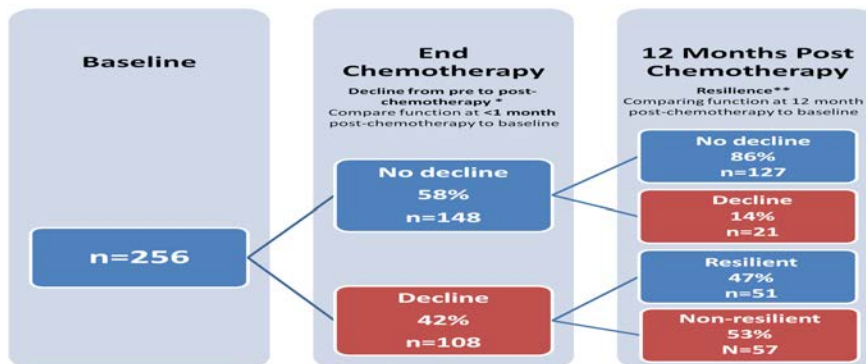 Baseline
n=256
End
Chemotherapy
Decline from pre to post-
chemotherapy *
Compare function at <1 month
post-chemotherapy to baseline
No decline
58%
n=148
Decline
42%
n=108
12 Months Post
Chemotherapy
Resilience**
Comparing function at 12 month
post-chemotherapy to baseline
No decline
86%
n=127
Decline
14%
n=21
Resilient
47%
n=51
Non-resilient
53%
N=57